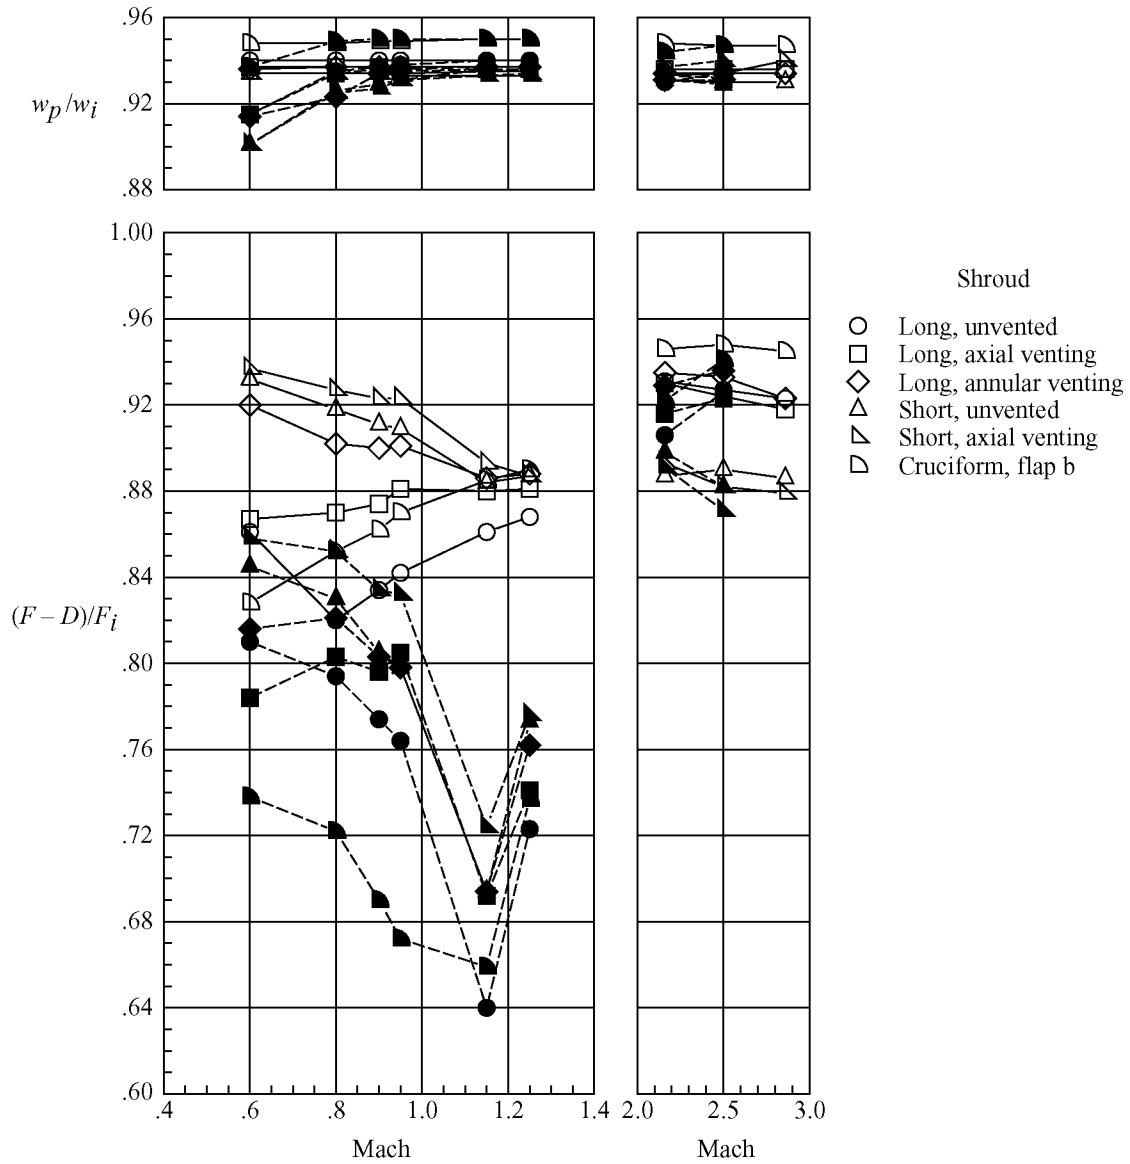 .96
w_p/w_i
.92
.88
1.00
.96
.92
.88
.84
(F – D)/F_i
.80
.76
.72
.68
.64
.60
.4 .6 .8 1.0 1.2 1.4 2.0 2.5 3.0
Mach Mach
Shroud
Long, unvented
Long, axial venting
Long, annular venting
Short, unvented
Short, axial venting
Cruciform, flap b